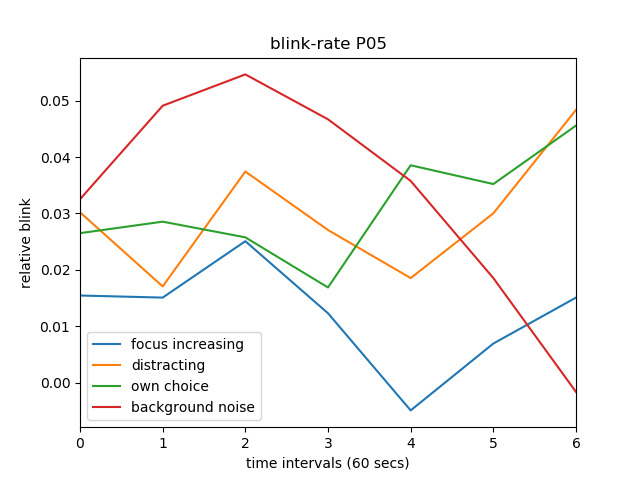 blink-rate P05
relative blink
0.05
0.04
0.03
0.02
0.01
0.00
focus increasing
distracting
own choice
background noise
0 1 2 3 4 5 6
time intervals (60 secs)